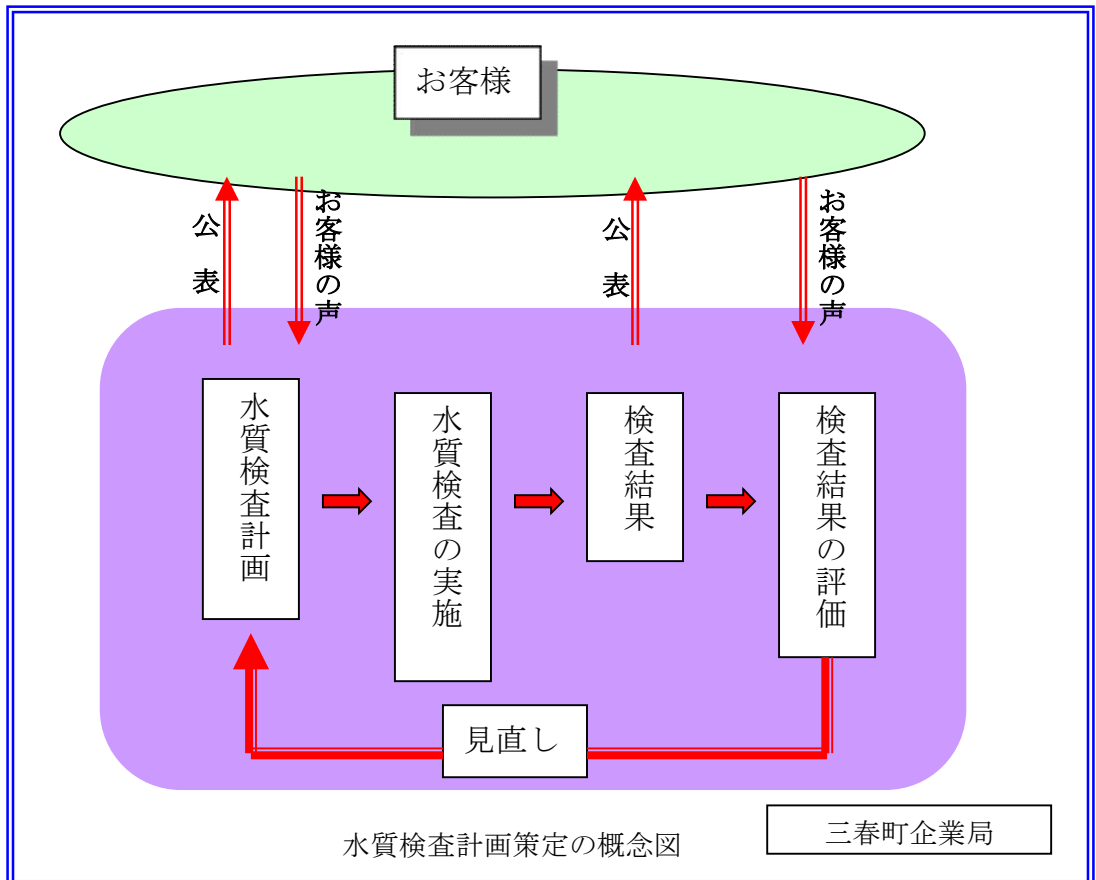 お客様
公表
お客様の声
公表
お客様の声
水質検査計画
水質検査の実施
検査結果
検査結果の評価
見直し
水質検査計画策定の概念図
三春町企業局